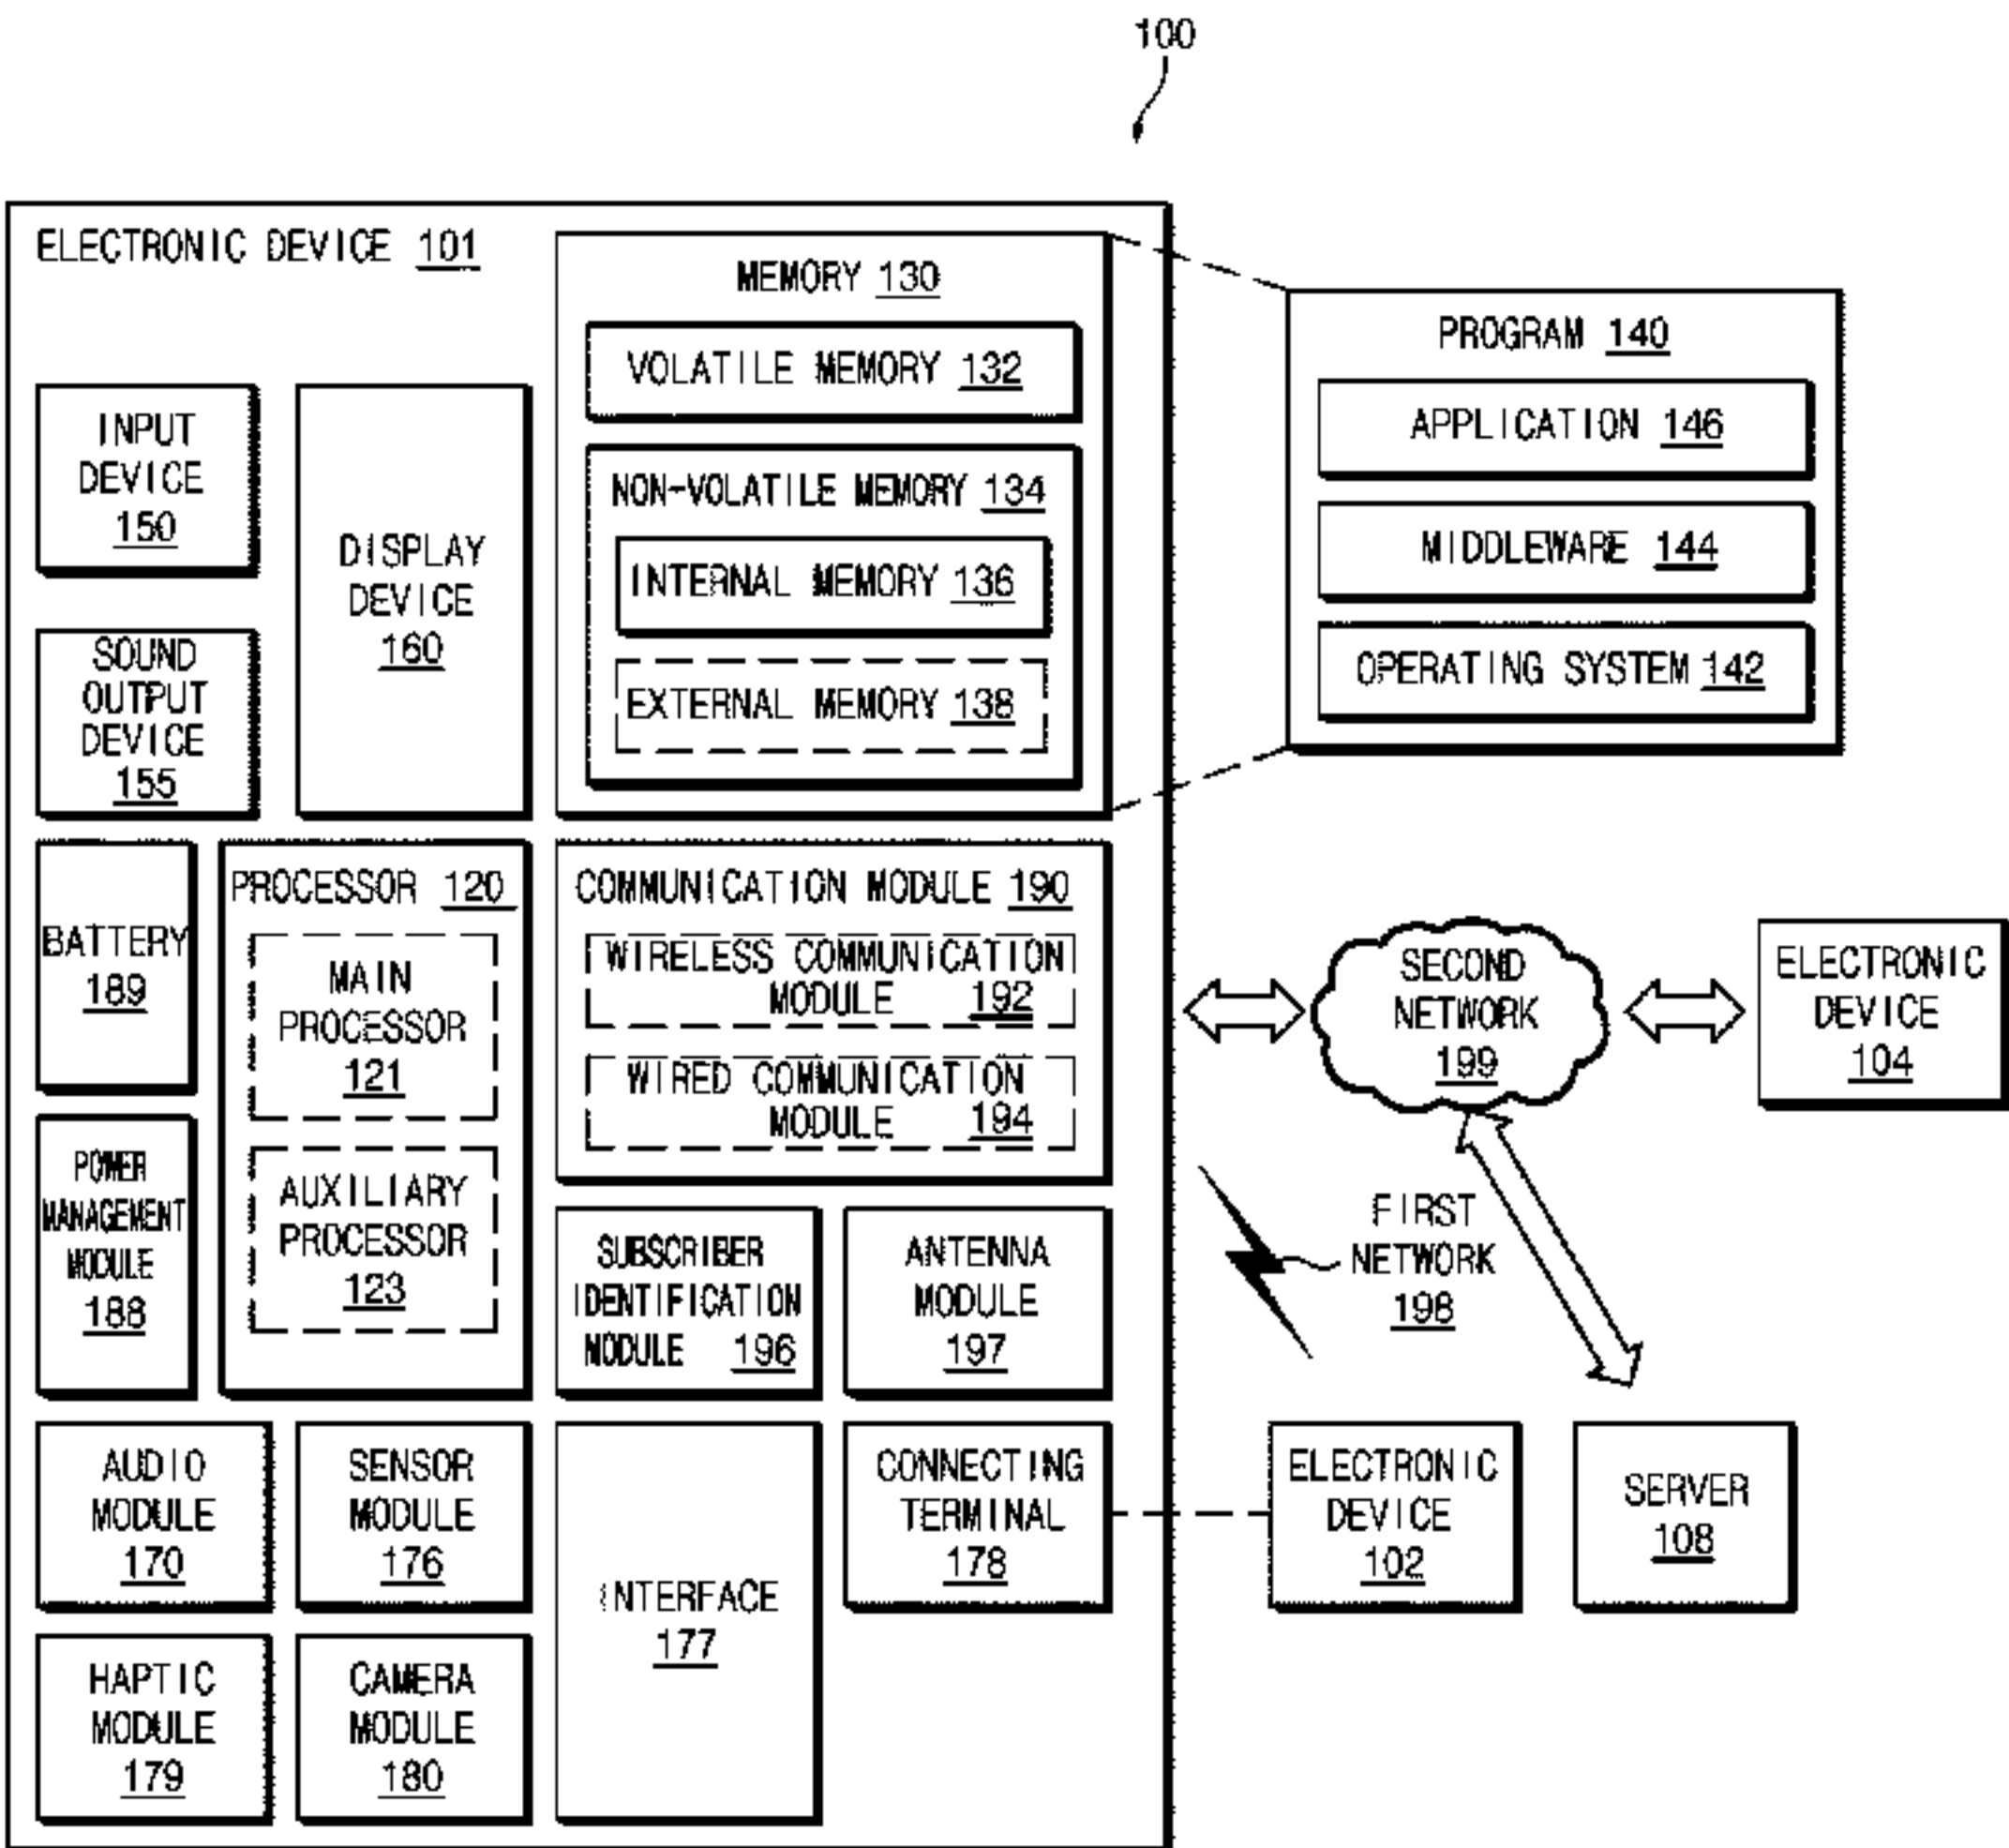 100
ELECTRONIC DEVICE 101
MEMORY 130
VOLATILE MEMORY 132
NON-VOLATILE MEMORY 134
INTERNAL MEMORY 136
EXTERNAL MEMORY 138
PROGRAM 140
APPLICATION 146
MIDDLEWARE 144
OPERATING SYSTEM 142
INPUT
DEVICE
150
SOUND
OUTPUT
DEVICE
155
DISPLAY
DEVICE
160
BATTERY
189
POWER
MANAGEMENT
MODULE
188
PROCESSOR 120
MAIN
PROCESSOR
121
AUXILIARY
PROCESSOR
123
COMMUNICATION MODULE 190
WIRELESS COMMUNICATION
MODULE 192
WIRED COMMUNICATION
MODULE 194
SUBSCRIBER
IDENTIFICATION
MODULE 196
ANTENNA
MODULE
197
SECOND
NETWORK
199
ELECTRONIC
DEVICE
104
FIRST
NETWORK
198
AUDIO
MODULE
170
SENSOR
MODULE
176
INTERFACE
177
CONNECTING
TERMINAL
178
ELECTRONIC
DEVICE
102
SERVER
108
HAPTIC
MODULE
179
CAMERA
MODULE
180